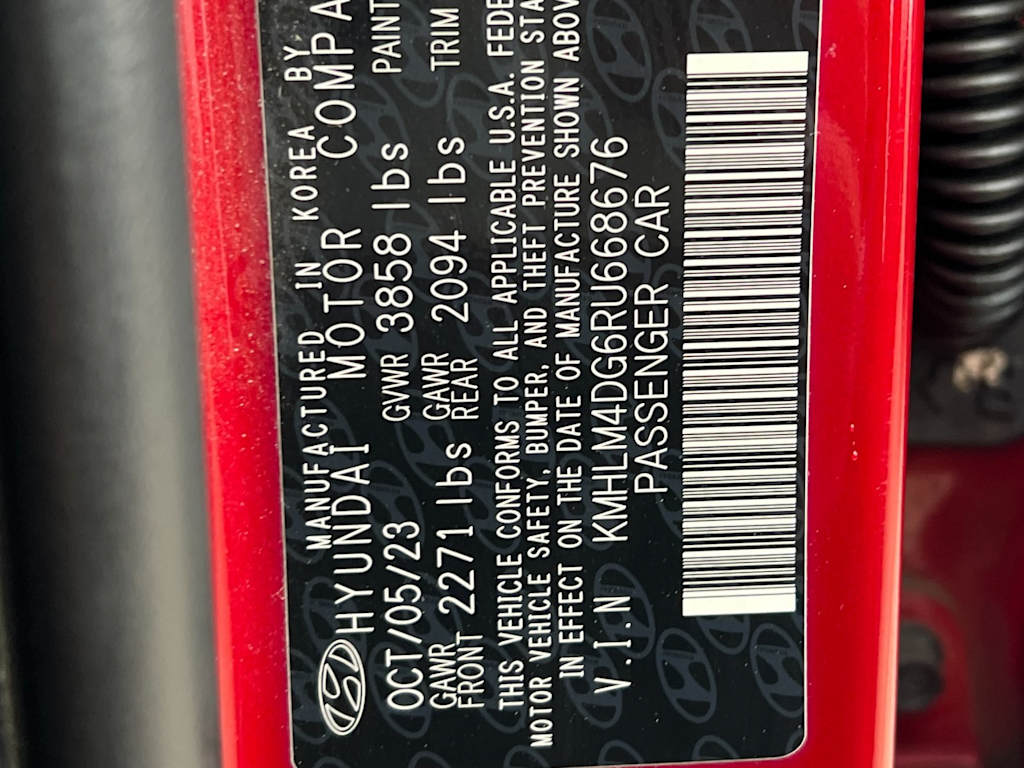 MANUFACTURED IN KOREA BY
HYUNDAI MOTOR COMPA
OCT/05/23 GVWR 3858 lbs PAINT
GAWR FRONT 2271 lbs GAWR REAR 2094 lbs TRIM
THIS VEHICLE CONFORMS TO ALL APPLICABLE U.S.A. FEDE
MOTOR VEHICLE SAFETY, BUMPER, AND THEFT PREVENTION STA
IN EFFECT ON THE DATE OF MANUFACTURE SHOWN ABOV
V.I.N KMHLM4DG6RU668676
PASSENGER CAR